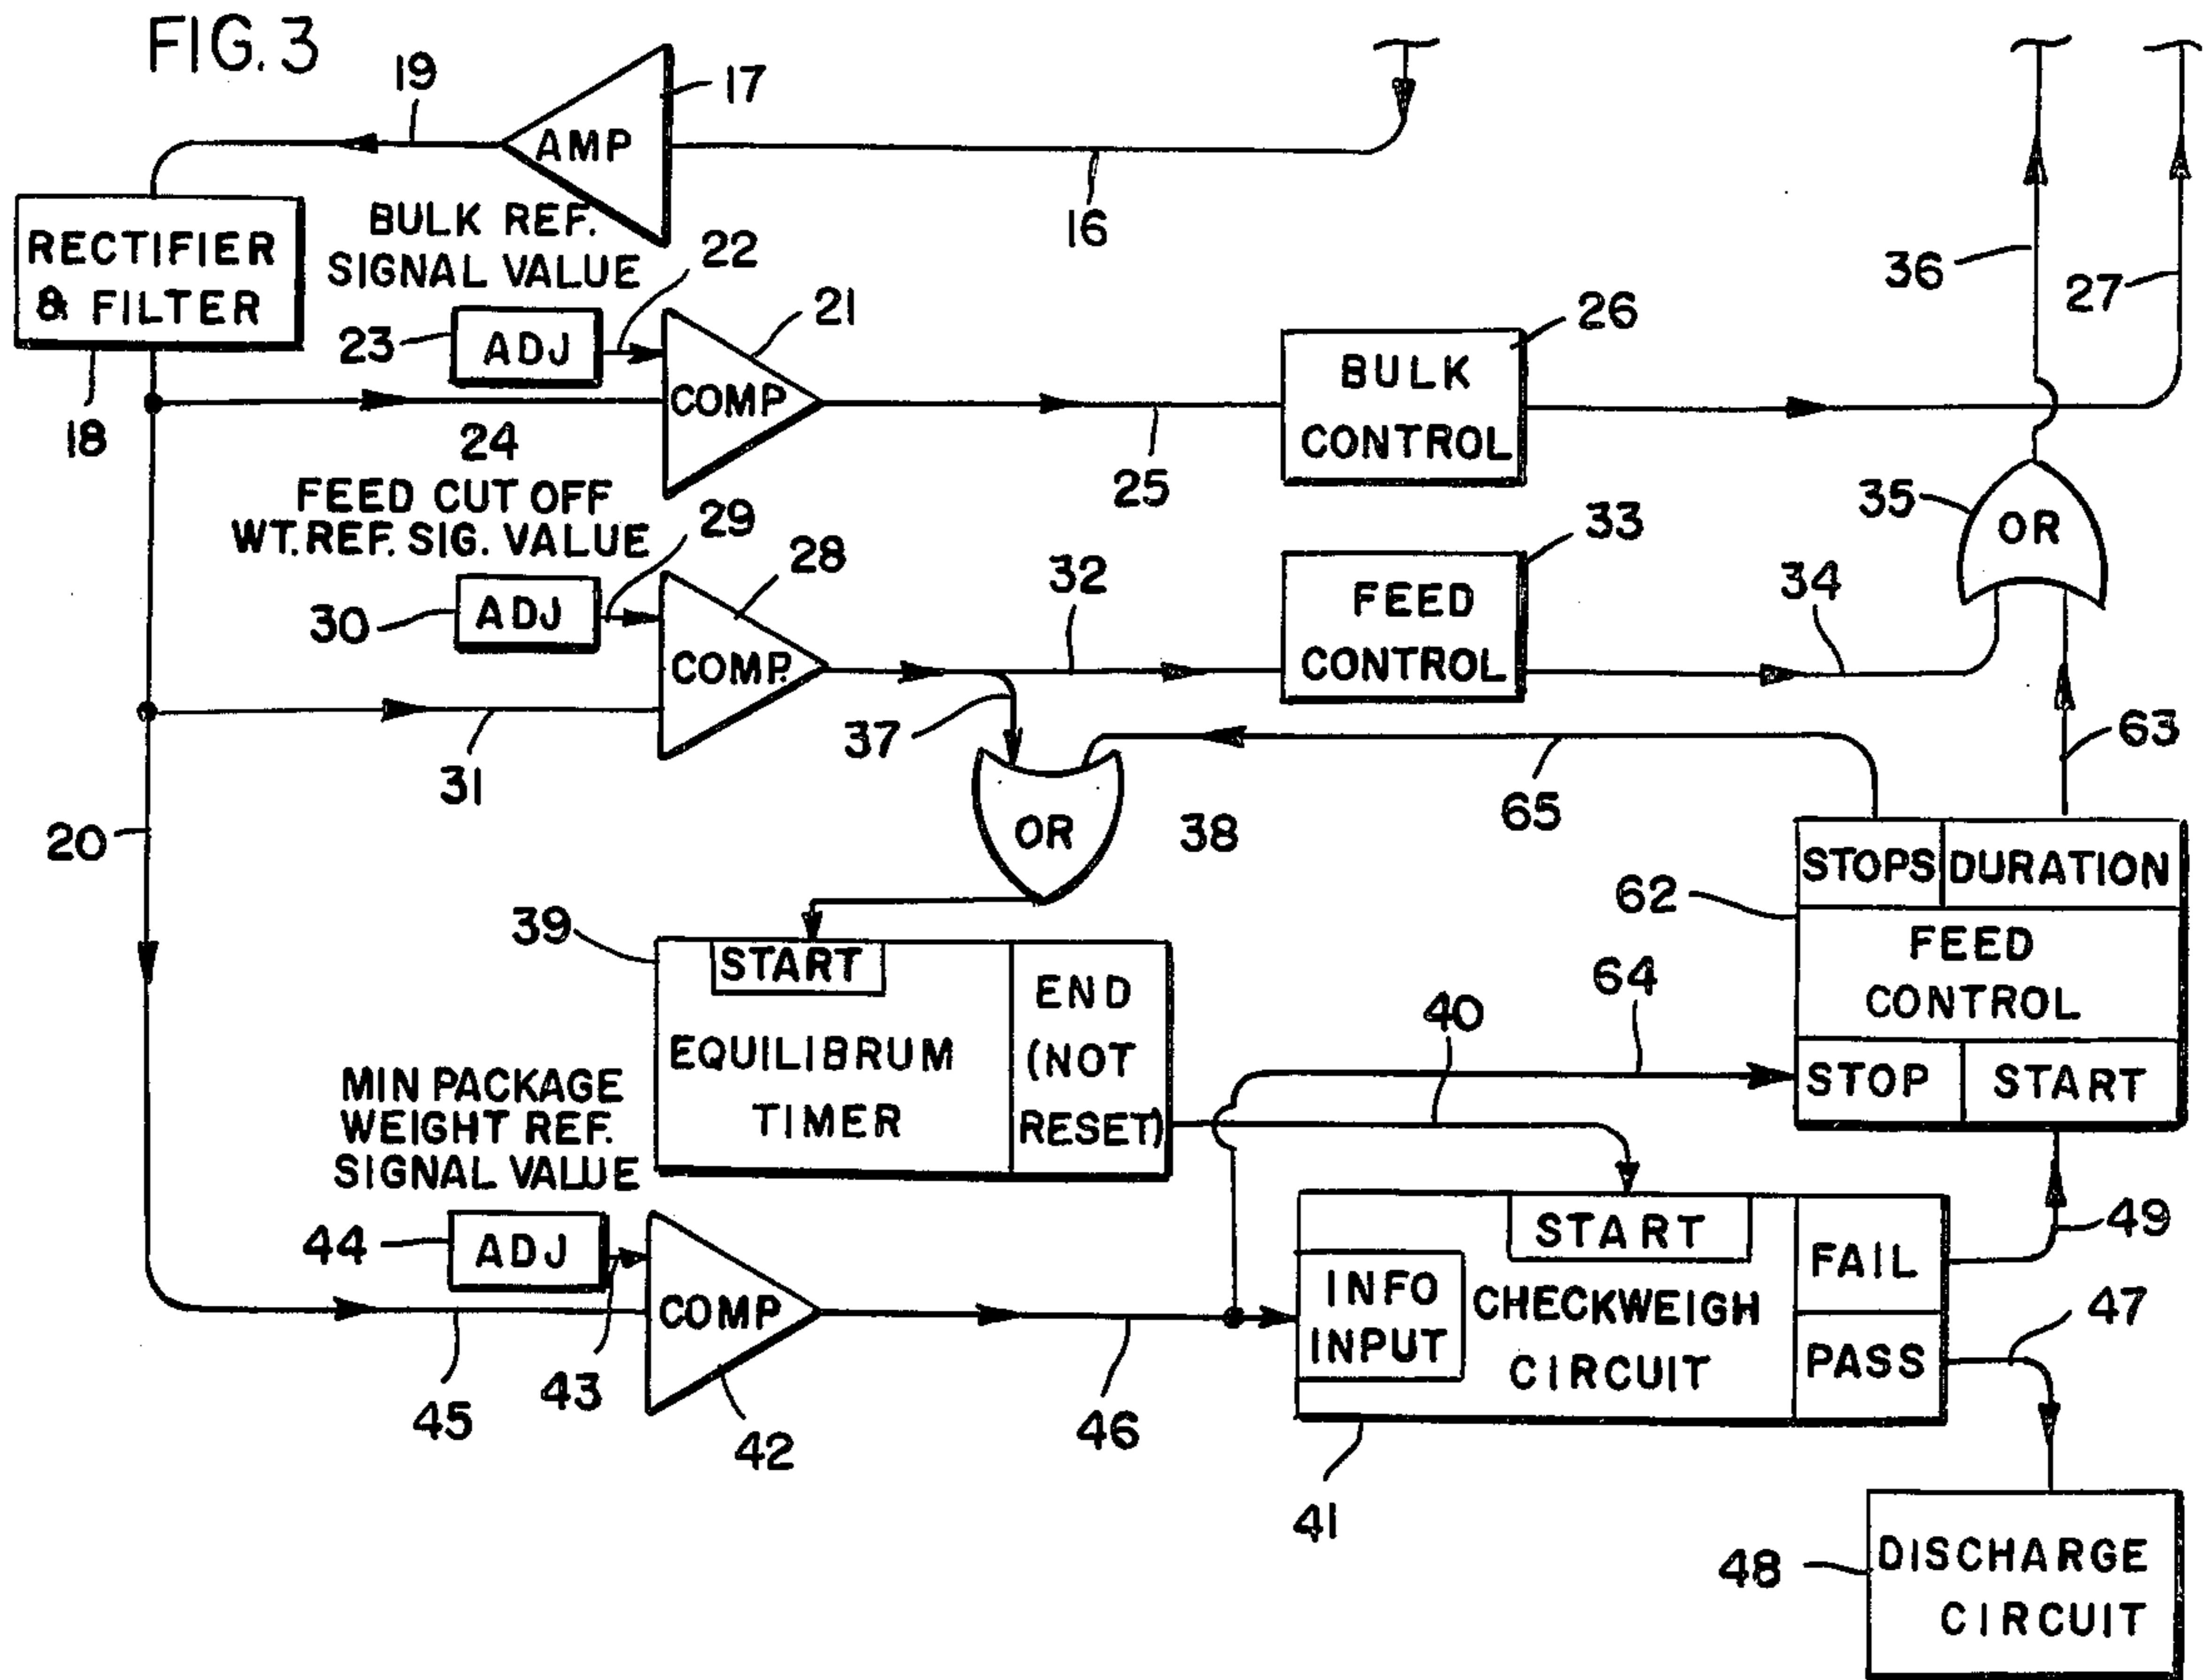 FIG. 3
19
17
AMP
16
RECTIFIER
& FILTER
18
BULK REF.
SIGNAL VALUE
22
23
ADJ
21
COMP
24
25
BULK
CONTROL
26
36
27
FEED CUT OFF
WT. REF. SIG. VALUE
29
30
ADJ
28
COMP.
31
32
33
FEED
CONTROL
34
35
OR
37
OR
38
65
63
20
39
START
EQUILIBRUM
TIMER
END
(NOT
RESET)
40
64
62
STOPS
DURATION
FEED
CONTROL
STOP
START
MIN PACKAGE
WEIGHT REF.
SIGNAL VALUE
44
ADJ
43
COMP
42
45
46
START
INFO
INPUT
CHECKWEIGH
CIRCUIT
FAIL
PASS
41
49
47
48
DISCHARGE
CIRCUIT